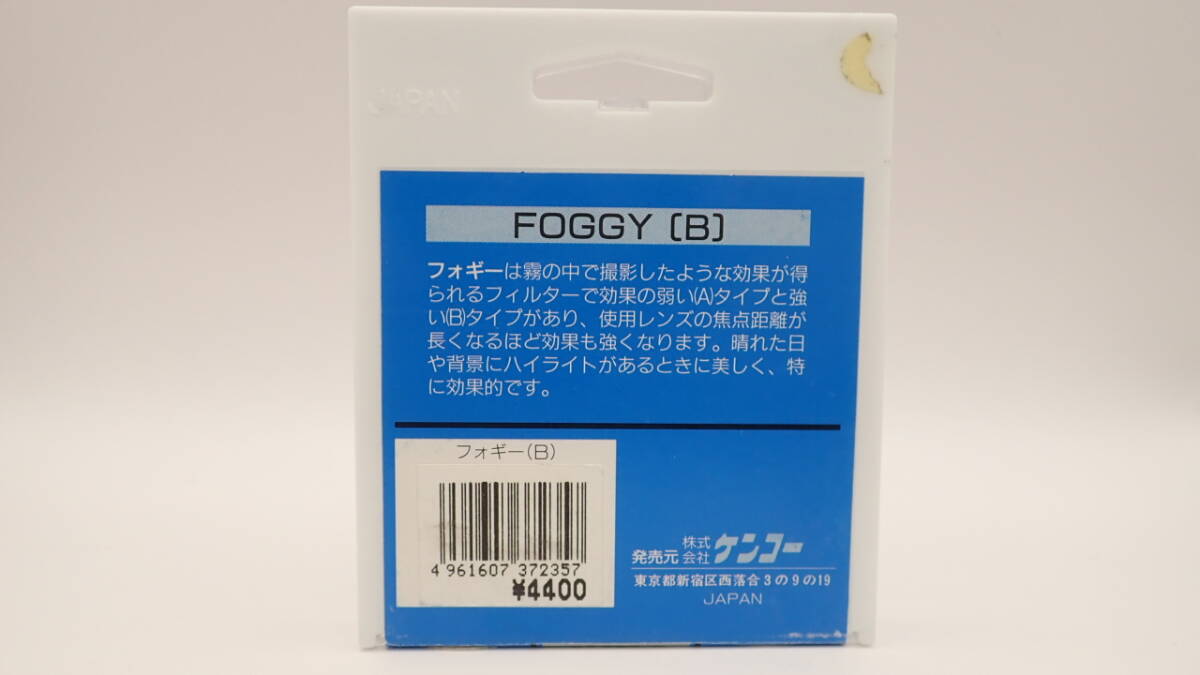 JAPAN
FOGGY〔B〕
フォギーは霧の中で撮影したような効果が得
られるフィルターで効果の弱い(A)タイプと強
い(B)タイプがあり、使用レンズの焦点距離が
長くなるほど効果も強くなります。晴れた日
や背景にハイライトがあるときに美しく、特
に効果的です。
フォギー(B)
4 961607 372357
¥4400
発売元 株式会社 ケンコー
東京都新宿区西落合3の9の19
JAPAN